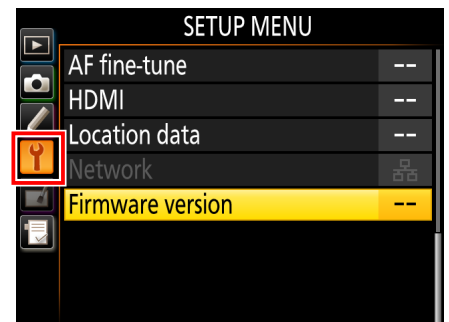 SETUP MENU
AF fine-tune --
HDMI --
Location data --
Network
Firmware version --